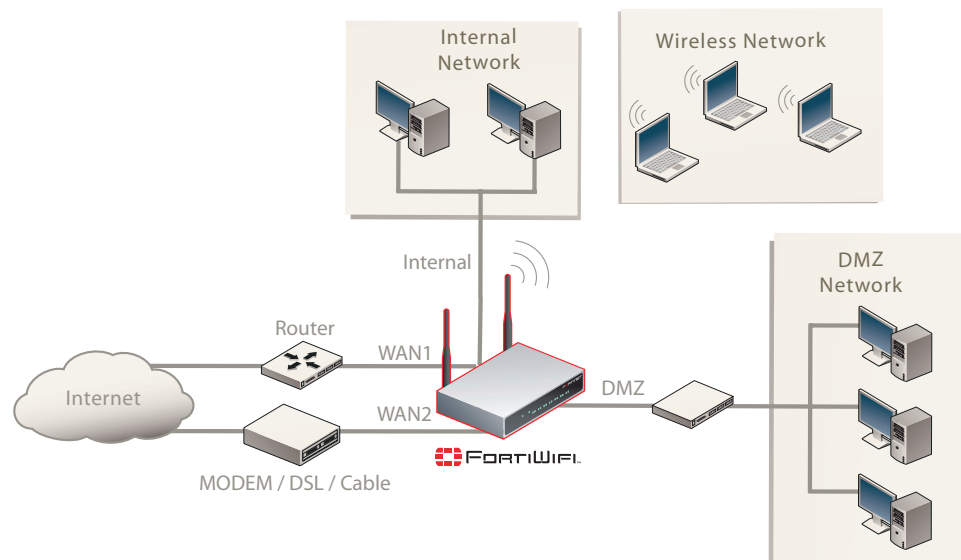 Internal
Network
Wireless Network
Internal
DMZ
Network
Router
WAN1
Internet
WAN2
DMZ
FORTIWIFI
MODEM / DSL / Cable